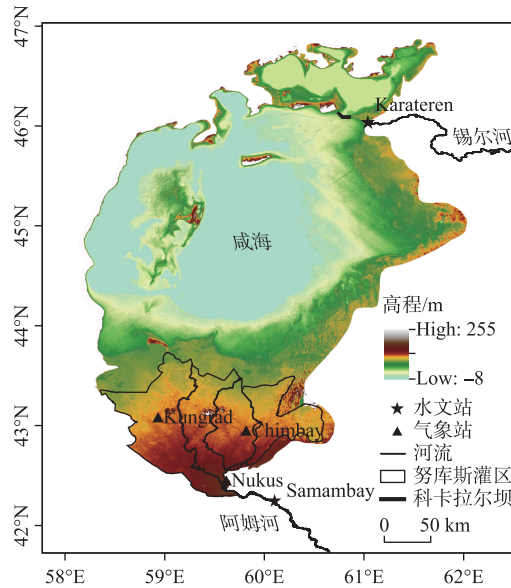 47°N
46°N
45°N
44°N
43°N
42°N
Karateren
锡尔河
咸海
Kungrad
Chimbay
Nukus
Samambay
阿姆河
高程/m
High: 255
Low: –8
水文站
气象站
河流
努库斯灌区
科卡拉尔坝
0 50 km
58°E 59°E 60°E 61°E 62°E